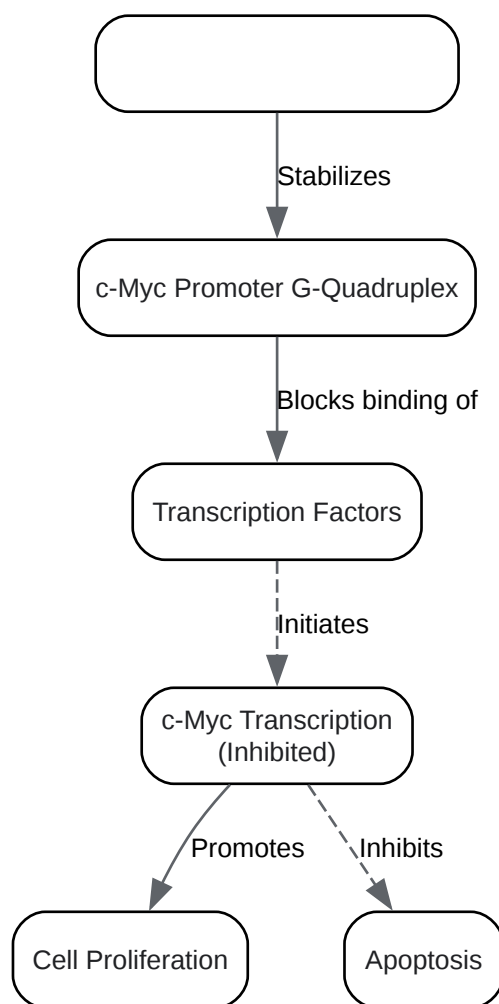 Stabilizes
c-Myc Promoter G-Quadruplex
Blocks binding of
Transcription Factors
Initiates
c-Myc Transcription
(Inhibited)
Promotes
Inhibits
Cell Proliferation
Apoptosis